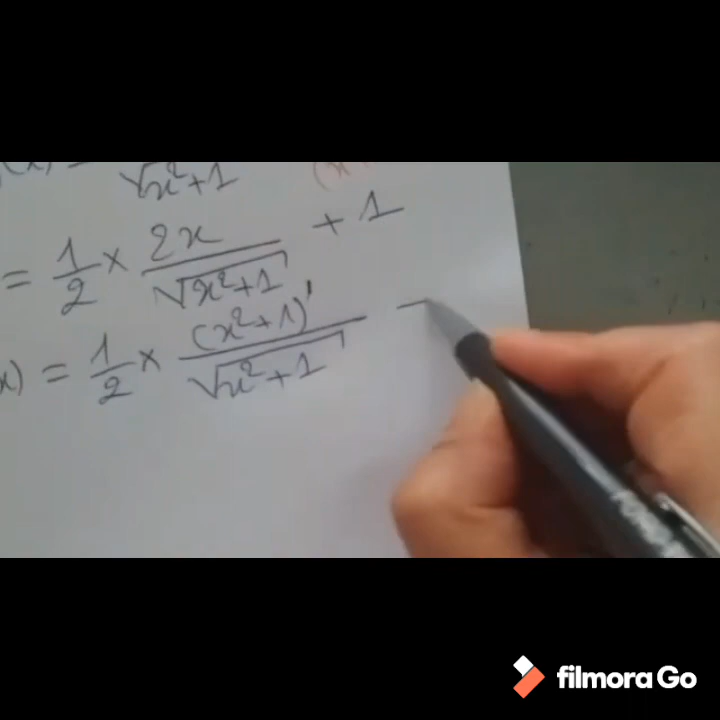 (x) = / √x²+1 (x
= 1/2 × 2x/√x²+1 + 1
x) = 1/2 × (x²+1)'/√x²+1 −
filmora Go